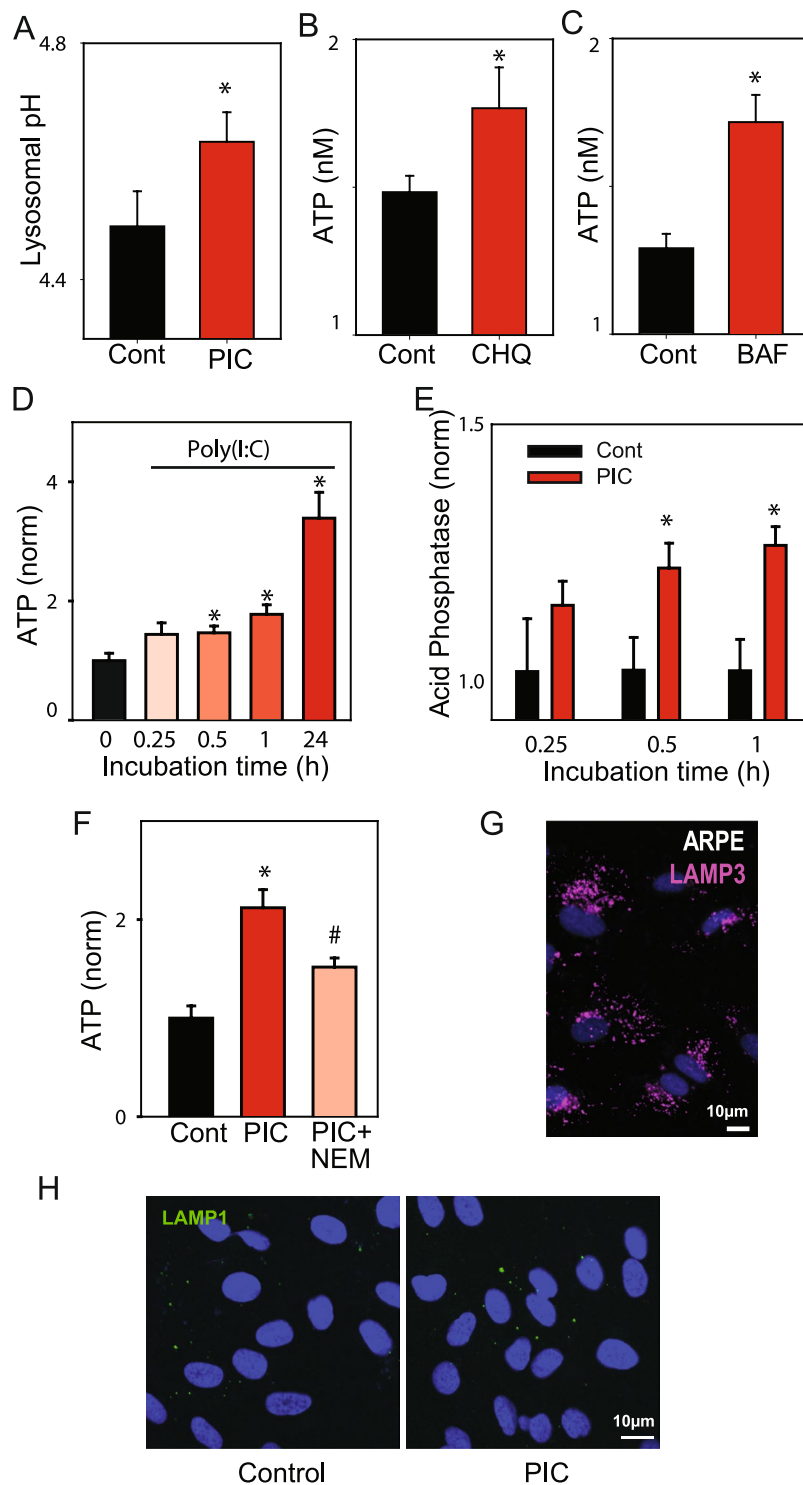 A
4.8
Lysosomal pH
4.4
*
Cont PIC
B
2
ATP (nM)
1
*
Cont CHQ
C
2
ATP (nM)
1
*
Cont BAF
D
Poly(I:C)
4
ATP (norm)
2
0
* * *
0 0.25 0.5 1 24
Incubation time (h)
E
1.5
Acid Phosphatase (norm)
1.0
Cont
PIC
* *
0.25 0.5 1
Incubation time (h)
F
2
ATP (norm)
0
* #
Cont PIC PIC+
NEM
G
ARPE
LAMP3
10µm
H
LAMP1
10µm
Control PIC